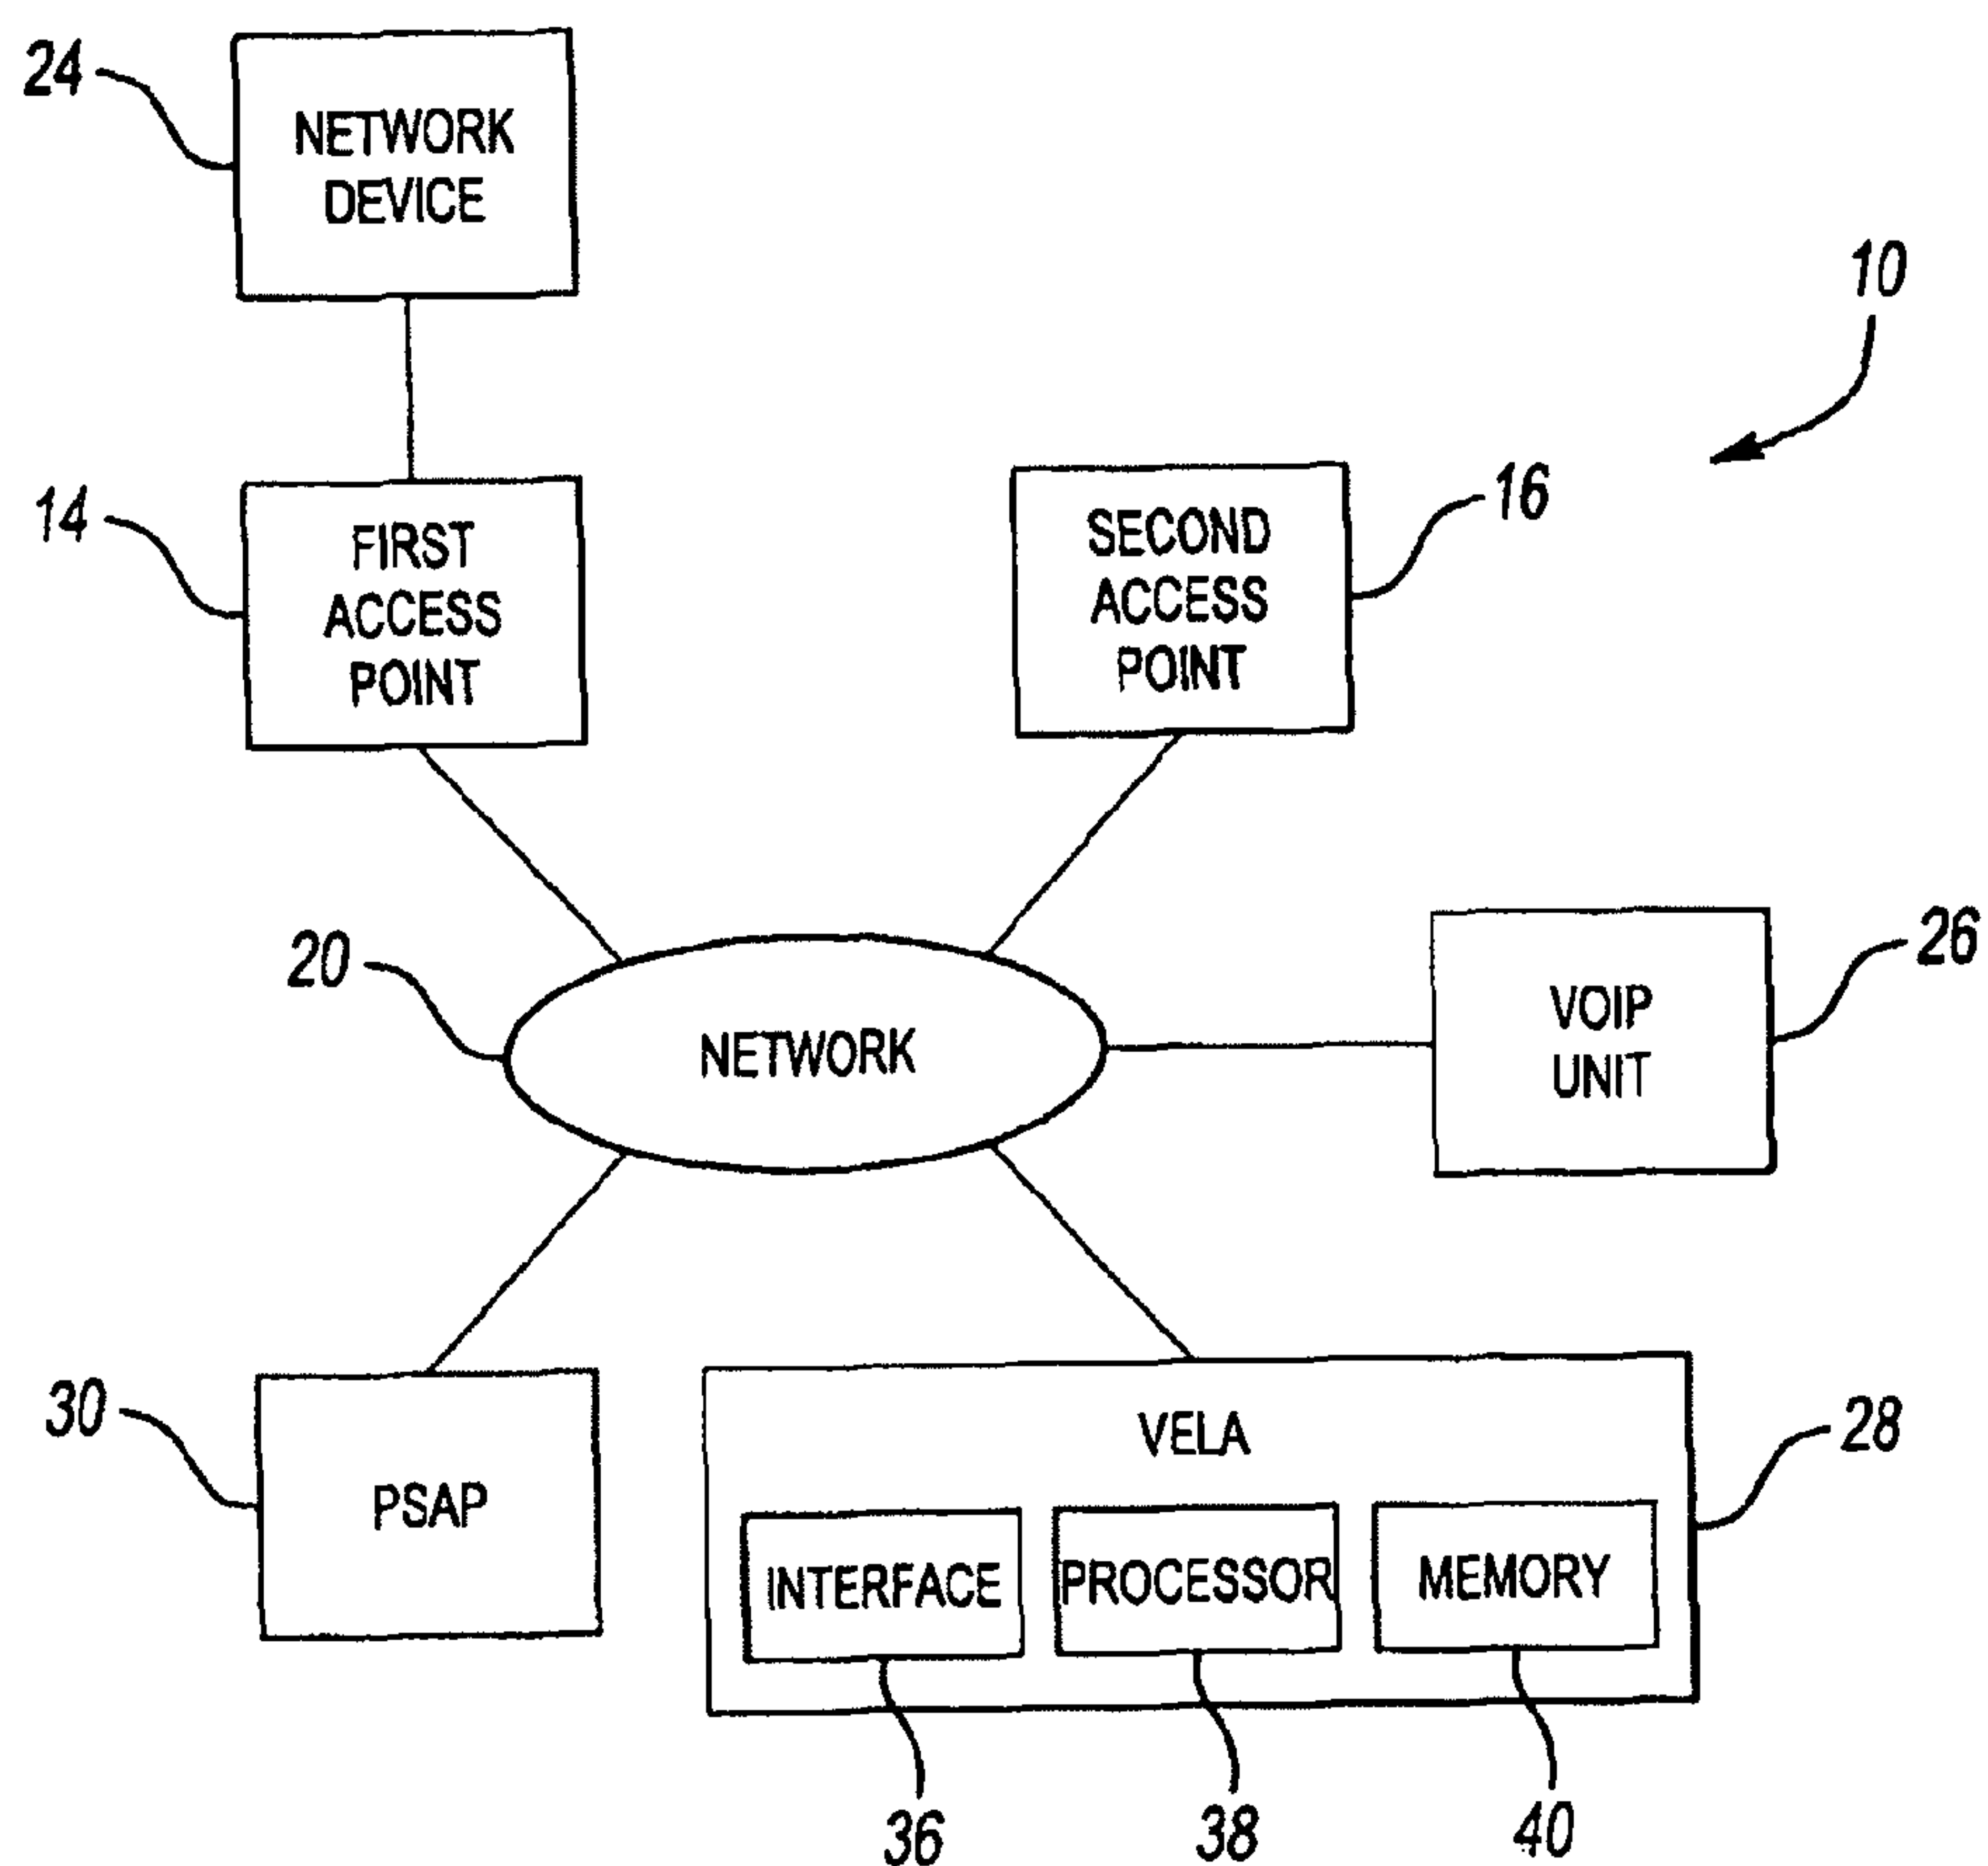 24
NETWORK
DEVICE
10
14
FIRST
ACCESS
POINT
SECOND
ACCESS
POINT
16
20
NETWORK
VOIP
UNIT
26
30
PSAP
VELA
28
INTERFACE
PROCESSOR
MEMORY
36
38
40